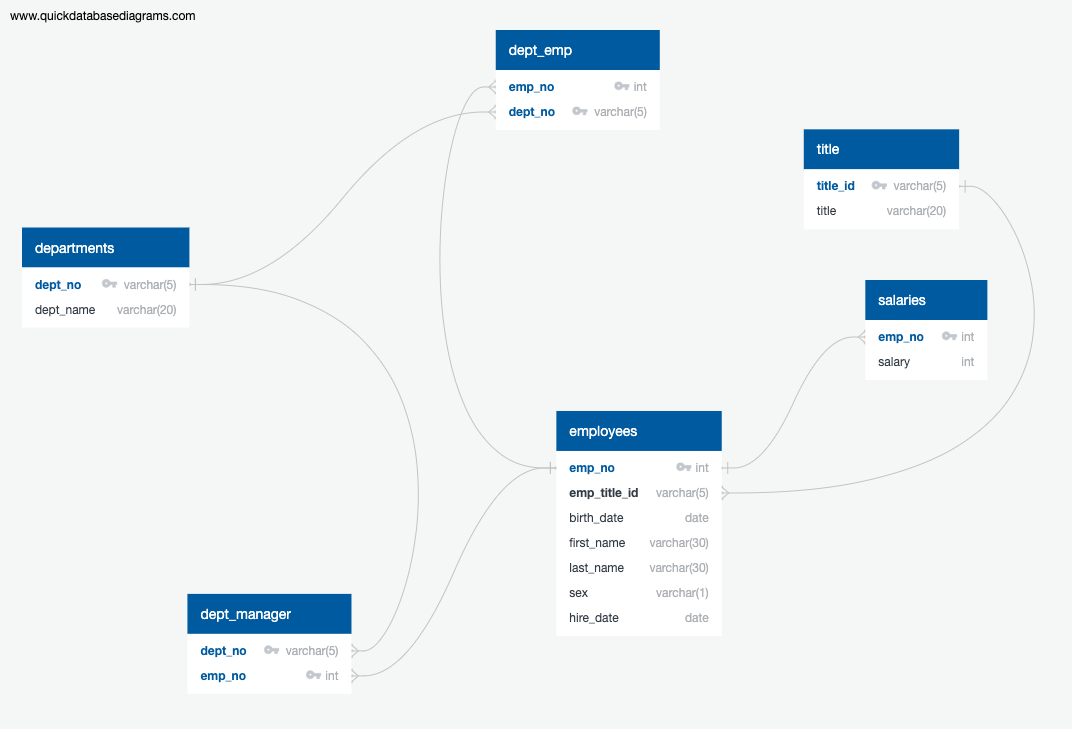 www.quickdatabasediagrams.com
dept_emp
emp_no int
dept_no varchar(5)
title
title_id varchar(5)
title varchar(20)
departments
dept_no varchar(5)
dept_name varchar(20)
salaries
emp_no int
salary int
employees
emp_no int
emp_title_id varchar(5)
birth_date date
first_name varchar(30)
last_name varchar(30)
sex varchar(1)
hire_date date
dept_manager
dept_no varchar(5)
emp_no int